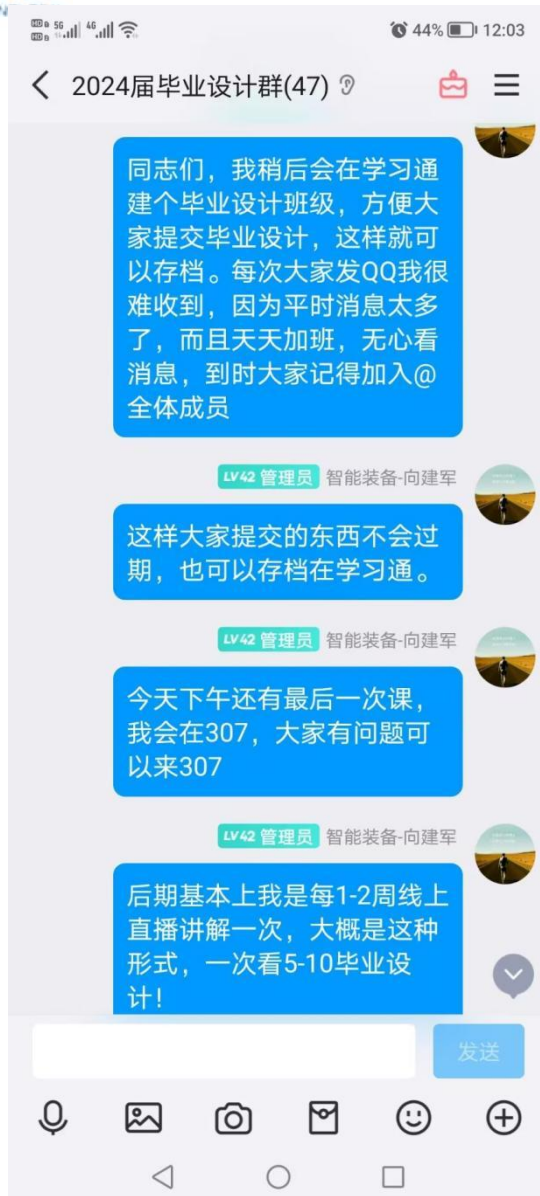 HD 5G 4G 44% 12:03
HD
2024届毕业设计群(47)
同志们，我稍后会在学习通
建个毕业设计班级，方便大
家提交毕业设计，这样就可
以存档。每次大家发QQ我很
难收到，因为平时消息太多
了，而且天天加班，无心看
消息，到时大家记得加入@
全体成员
LV42 管理员 智能装备-向建军
这样大家提交的东西不会过
期，也可以存档在学习通。
LV42 管理员 智能装备-向建军
今天下午还有最后一次课，
我会在307，大家有问题可
以来307
LV42 管理员 智能装备-向建军
后期基本上我是每1-2周线上
直播讲解一次，大概是这种
形式，一次看5-10毕业设
计！
发送